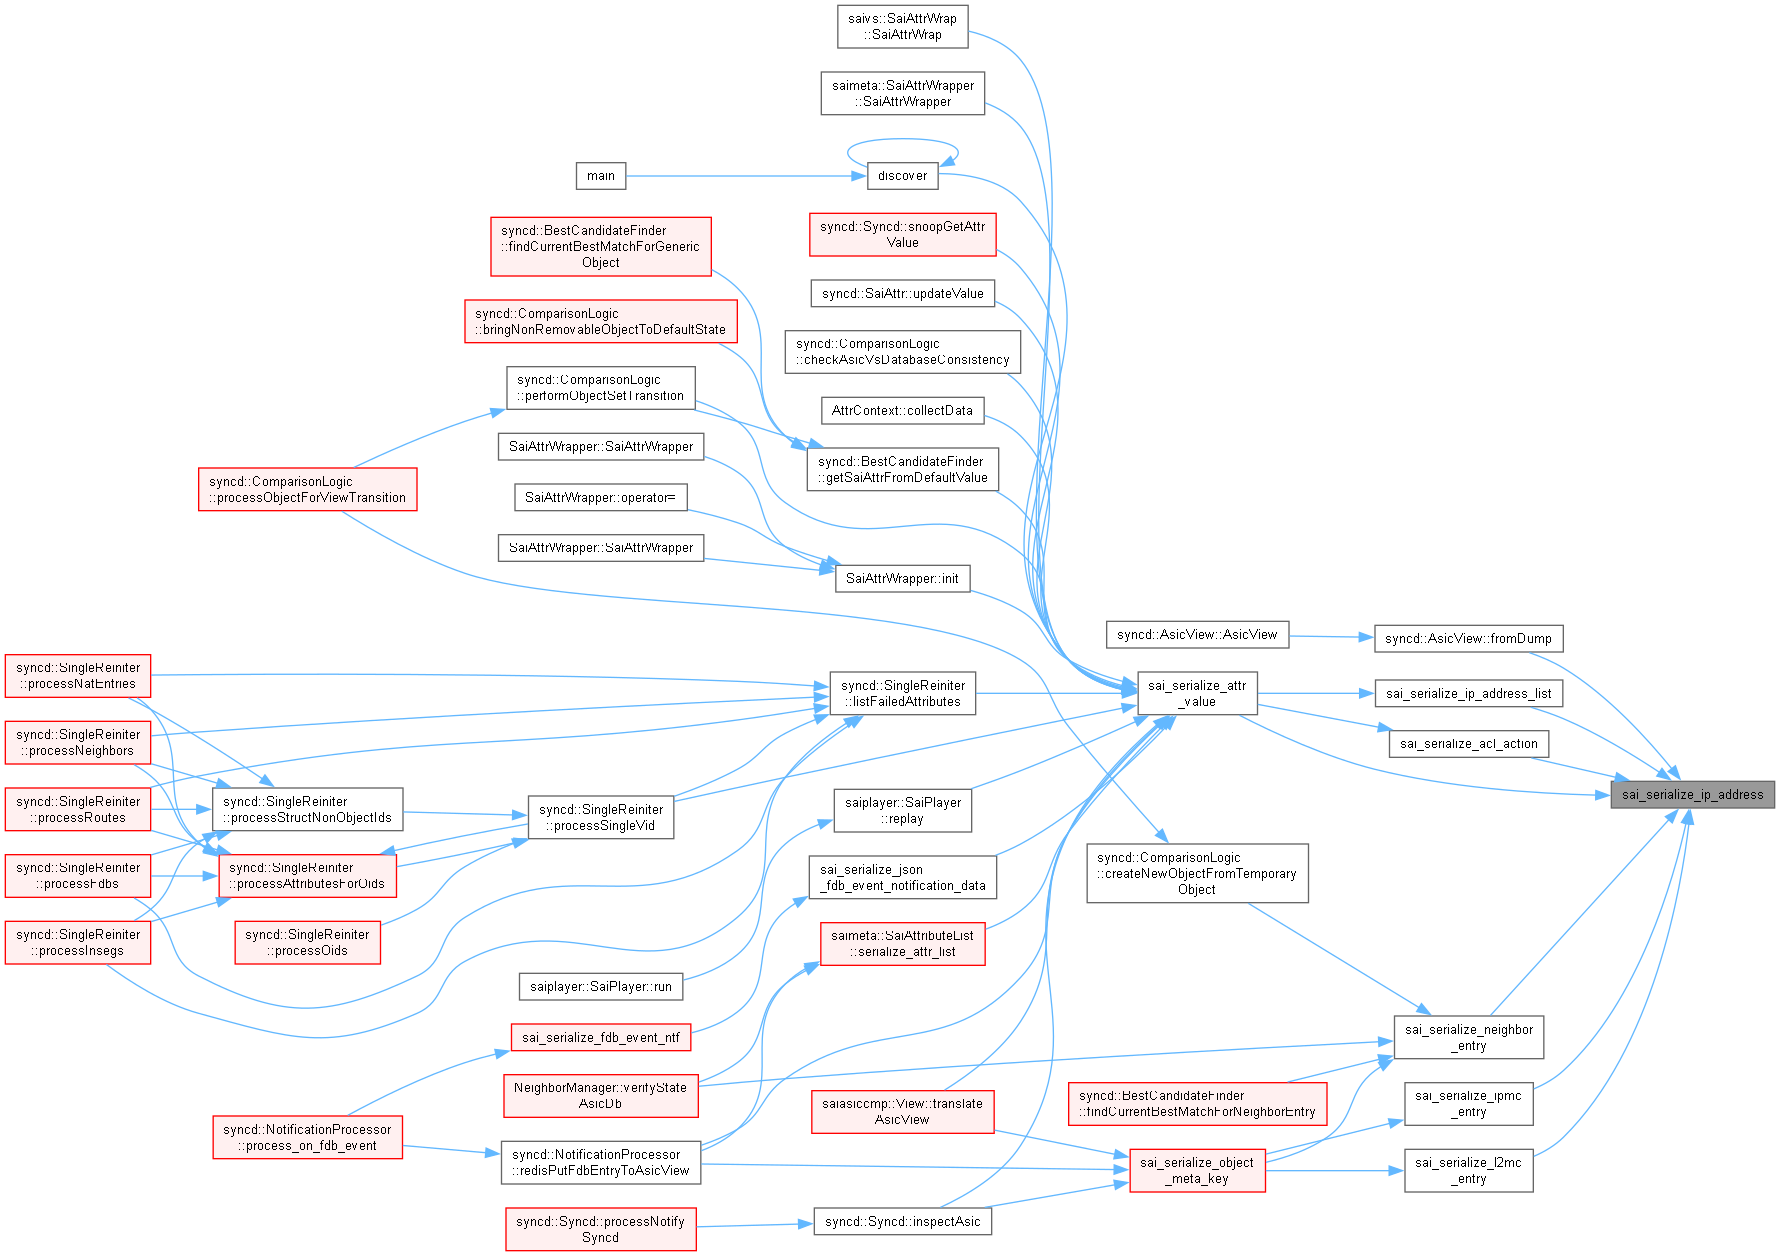 saivs::SaiAttrWrap
::SaiAttrWrap
saimeta::SaiAttrWrapper
::SaiAttrWrapper
main
discover
syncd::BestCandidateFinder
::findCurrentBestMatchForGeneric
Object
syncd::Syncd::snoopGetAttr
Value
syncd::ComparisonLogic
::bringNonRemovableObjectToDefaultState
syncd::SaiAttr::updateValue
syncd::ComparisonLogic
::checkAsicVsDatabaseConsistency
syncd::ComparisonLogic
::performObjectSetTransition
AttrContext::collectData
SaiAttrWrapper::SaiAttrWrapper
syncd::BestCandidateFinder
::getSaiAttrFromDefaultValue
syncd::ComparisonLogic
::processObjectForViewTransition
SaiAttrWrapper::operator=
SaiAttrWrapper::SaiAttrWrapper
SaiAttrWrapper::init
syncd::AsicView::AsicView
syncd::AsicView::fromDump
syncd::SingleReiniter
::processNatEntries
syncd::SingleReiniter
::listFailedAttributes
sai_serialize_attr
_value
sai_serialize_ip_address_list
syncd::SingleReiniter
::processNeighbors
sai_serialize_acl_action
syncd::SingleReiniter
::processRoutes
syncd::SingleReiniter
::processStructNonObjectIds
syncd::SingleReiniter
::processSingleVid
saiplayer::SaiPlayer
::replay
sai_serialize_ip_address
syncd::SingleReiniter
::processFdbs
syncd::SingleReiniter
::processAttributesForOids
sai_serialize_json
_fdb_event_notification_data
syncd::ComparisonLogic
::createNewObjectFromTemporary
Object
syncd::SingleReiniter
::processInsegs
syncd::SingleReiniter
::processOids
saimeta::SaiAttributeList
::serialize_attr_list
saiplayer::SaiPlayer::run
sai_serialize_fdb_event_ntf
sai_serialize_neighbor
_entry
NeighborManager::verifyState
AsicDb
saiasiccmp::View::translate
AsicView
syncd::BestCandidateFinder
::findCurrentBestMatchForNeighborEntry
sai_serialize_ipmc
_entry
syncd::NotificationProcessor
::process_on_fdb_event
syncd::NotificationProcessor
::redisPutFdbEntryToAsicView
sai_serialize_object
_meta_key
sai_serialize_l2mc
_entry
syncd::Syncd::processNotify
Syncd
syncd::Syncd::inspectAsic